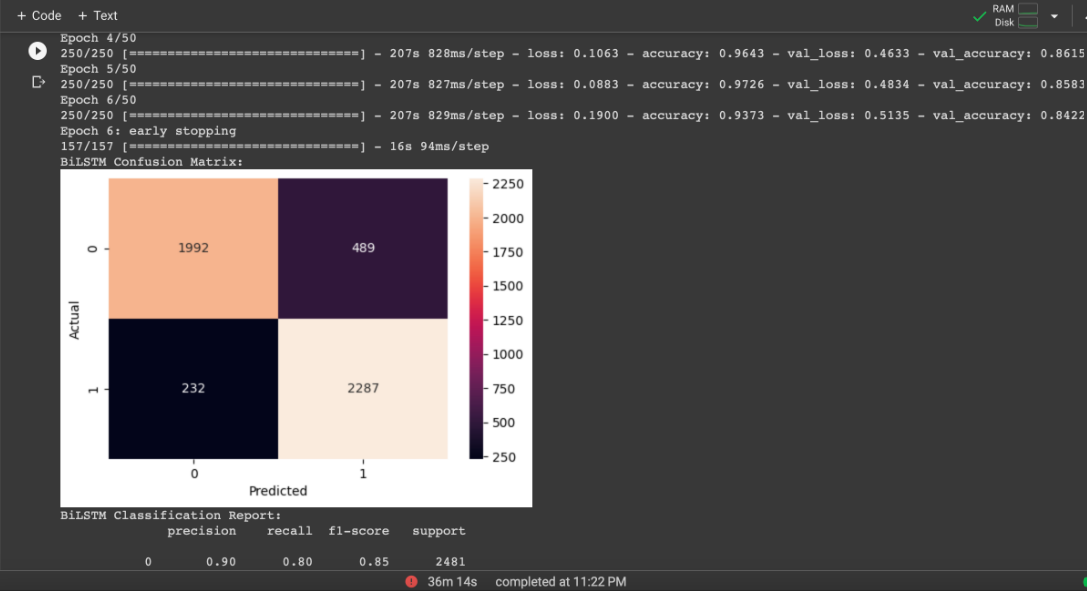 + Code + Text
RAM
Disk
Epoch 4/50
250/250 [==============================] - 207s 828ms/step - loss: 0.1063 - accuracy: 0.9643 - val_loss: 0.4633 - val_accuracy: 0.8615
Epoch 5/50
250/250 [==============================] - 207s 827ms/step - loss: 0.0883 - accuracy: 0.9726 - val_loss: 0.4834 - val_accuracy: 0.8583
Epoch 6/50
250/250 [==============================] - 207s 829ms/step - loss: 0.1900 - accuracy: 0.9373 - val_loss: 0.5135 - val_accuracy: 0.8422
Epoch 6: early stopping
157/157 [==============================] - 16s 94ms/step
BiLSTM Confusion Matrix:
2250
2000
1750
1500
1250
1000
750
500
250
0 1992 489
Actual
1 232 2287
0 1
Predicted
BiLSTM Classification Report:
precision recall f1-score support
0 0.90 0.80 0.85 2481
36m 14s completed at 11:22 PM